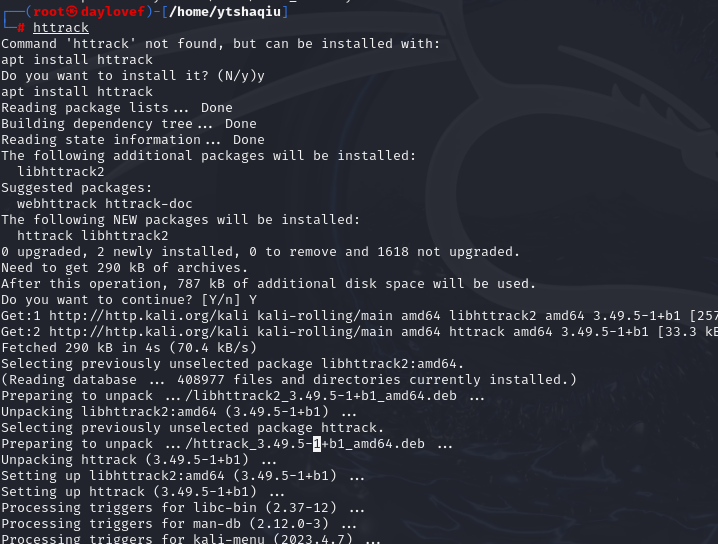 ┌──(root㉿daylovef)-[/home/ytshaqiu]
└─# httrack
Command 'httrack' not found, but can be installed with:
apt install httrack
Do you want to install it? (N/y)y
apt install httrack
Reading package lists... Done
Building dependency tree... Done
Reading state information... Done
The following additional packages will be installed:
  libhttrack2
Suggested packages:
  webhttrack httrack-doc
The following NEW packages will be installed:
  httrack libhttrack2
0 upgraded, 2 newly installed, 0 to remove and 1618 not upgraded.
Need to get 290 kB of archives.
After this operation, 787 kB of additional disk space will be used.
Do you want to continue? [Y/n] Y
Get:1 http://http.kali.org/kali kali-rolling/main amd64 libhttrack2 amd64 3.49.5-1+b1 [257
Get:2 http://http.kali.org/kali kali-rolling/main amd64 httrack amd64 3.49.5-1+b1 [33.3 kB
Fetched 290 kB in 4s (70.4 kB/s)
Selecting previously unselected package libhttrack2:amd64.
(Reading database ... 408977 files and directories currently installed.)
Preparing to unpack .../libhttrack2_3.49.5-1+b1_amd64.deb ...
Unpacking libhttrack2:amd64 (3.49.5-1+b1) ...
Selecting previously unselected package httrack.
Preparing to unpack .../httrack_3.49.5-1+b1_amd64.deb ...
Unpacking httrack (3.49.5-1+b1) ...
Setting up libhttrack2:amd64 (3.49.5-1+b1) ...
Setting up httrack (3.49.5-1+b1) ...
Processing triggers for libc-bin (2.37-12) ...
Processing triggers for man-db (2.12.0-3) ...
Processing triggers for kali-menu (2023.4.7) ...